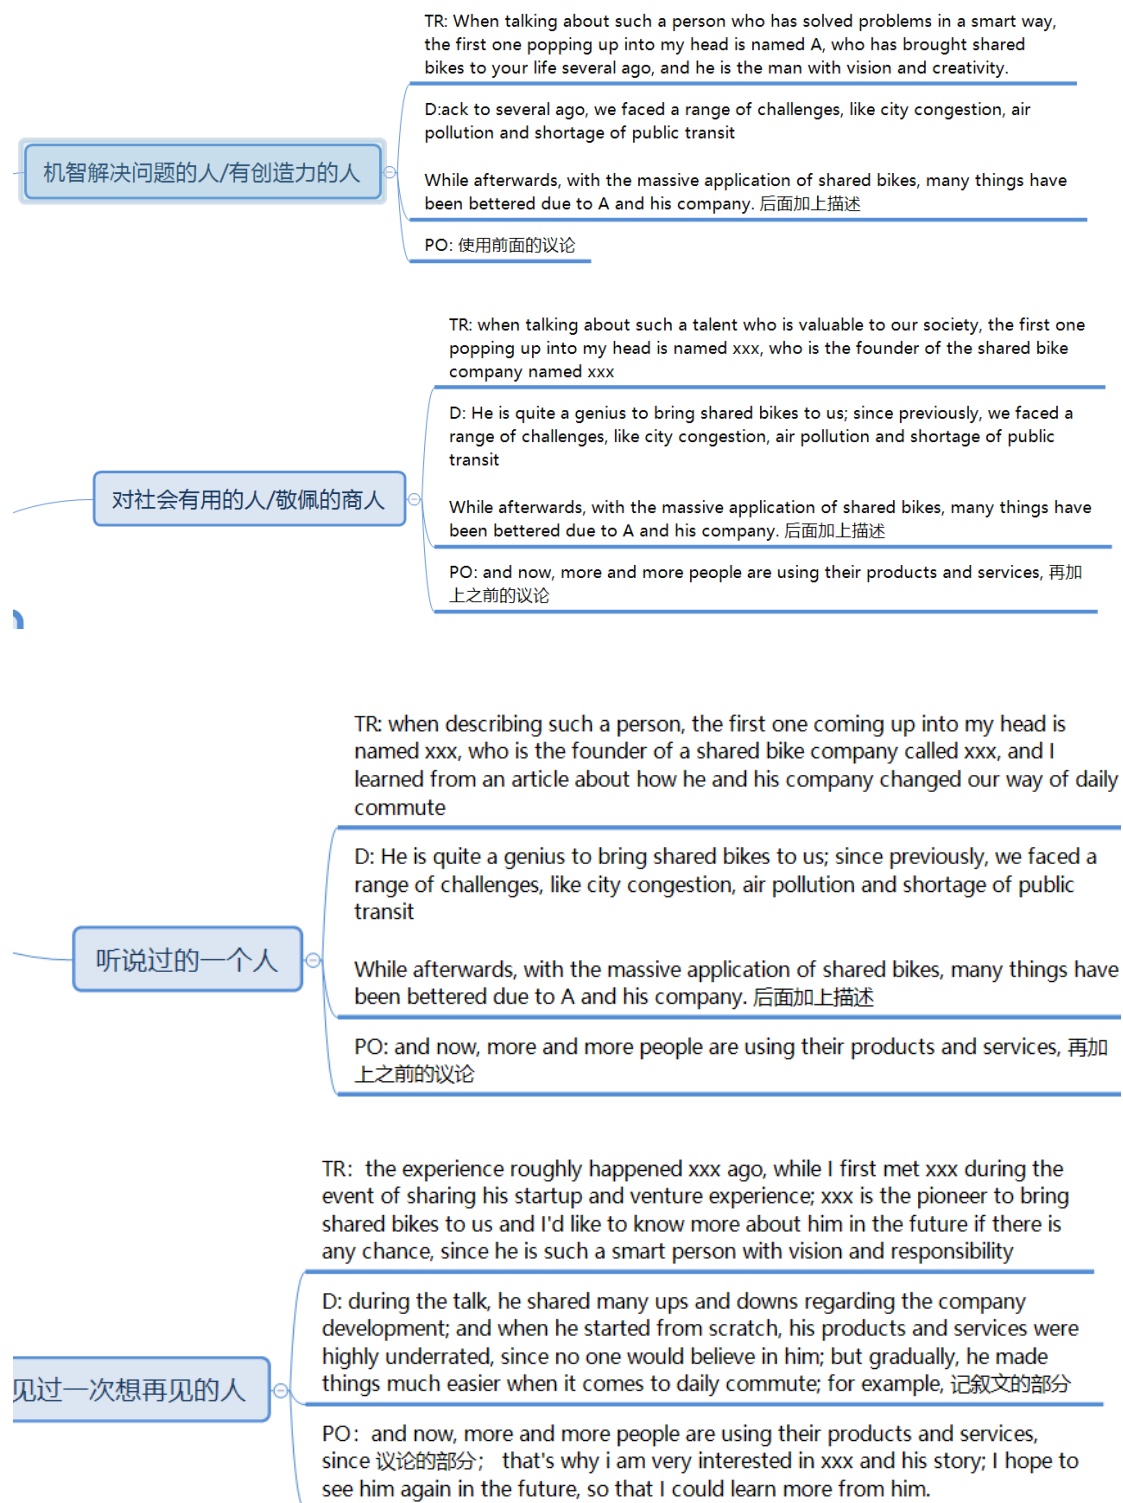 TR: When talking about such a person who has solved problems in a smart way,
the first one popping up into my head is named A, who has brought shared
bikes to your life several ago, and he is the man with vision and creativity.
D:ack to several ago, we faced a range of challenges, like city congestion, air
pollution and shortage of public transit
机智解决问题的人/有创造力的人
While afterwards, with the massive application of shared bikes, many things have
been bettered due to A and his company. 后面加上描述
PO: 使用前面的议论
TR: when talking about such a talent who is valuable to our society, the first one
popping up into my head is named xxx, who is the founder of the shared bike
company named xxx
D: He is quite a genius to bring shared bikes to us; since previously, we faced a
range of challenges, like city congestion, air pollution and shortage of public
transit
对社会有用的人/敬佩的商人
While afterwards, with the massive application of shared bikes, many things have
been bettered due to A and his company. 后面加上描述
PO: and now, more and more people are using their products and services, 再加
上之前的议论
TR: when describing such a person, the first one coming up into my head is
named xxx, who is the founder of a shared bike company called xxx, and I
learned from an article about how he and his company changed our way of daily
commute
D: He is quite a genius to bring shared bikes to us; since previously, we faced a
range of challenges, like city congestion, air pollution and shortage of public
transit
听说过的一个人
While afterwards, with the massive application of shared bikes, many things have
been bettered due to A and his company. 后面加上描述
PO: and now, more and more people are using their products and services, 再加
上之前的议论
TR：the experience roughly happened xxx ago, while I first met xxx during the
event of sharing his startup and venture experience; xxx is the pioneer to bring
shared bikes to us and I'd like to know more about him in the future if there is
any chance, since he is such a smart person with vision and responsibility
D: during the talk, he shared many ups and downs regarding the company
development; and when he started from scratch, his products and services were
highly underrated, since no one would believe in him; but gradually, he made
things much easier when it comes to daily commute; for example, 记叙文的部分
见过一次想再见的人
PO：and now, more and more people are using their products and services,
since 议论的部分； that's why i am very interested in xxx and his story; I hope to
see him again in the future, so that I could learn more from him.